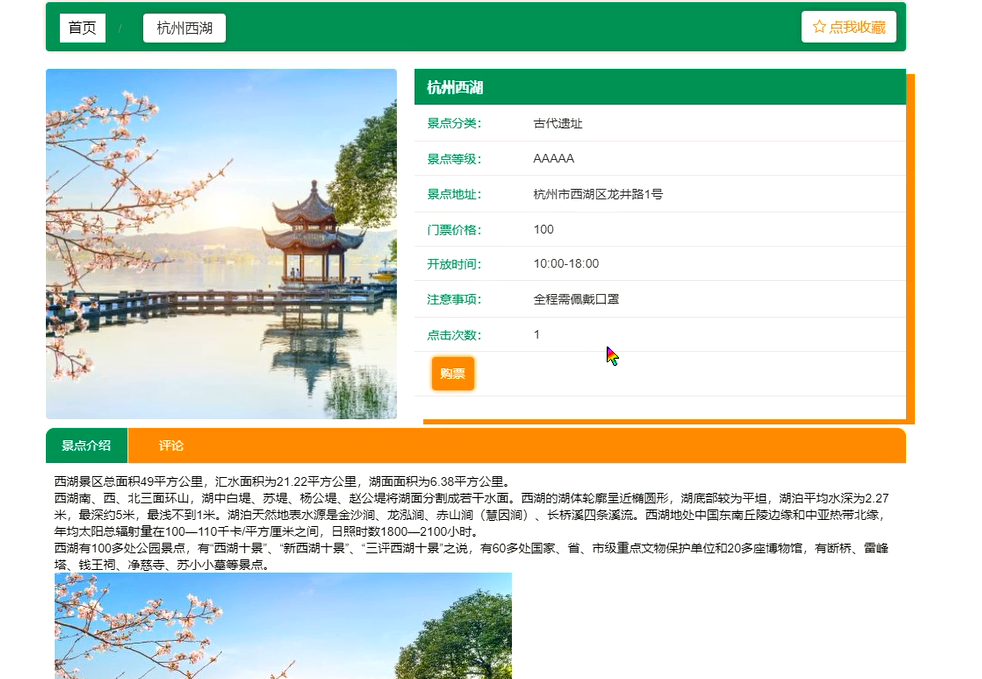 首页 / 杭州西湖 ☆ 点我收藏
杭州西湖
景点分类： 古代遗址
景点等级： AAAAA
景点地址： 杭州市西湖区龙井路1号
门票价格： 100
开放时间： 10:00-18:00
注意事项： 全程需佩戴口罩
点击次数： 1
购票
景点介绍 评论
西湖景区总面积49平方公里，汇水面积为21.22平方公里，湖面面积为6.38平方公里。
西湖南、西、北三面环山，湖中白堤、苏堤、杨公堤、赵公堤将湖面分割成若干水面。西湖的湖体轮廓呈近椭圆形，湖底部较为平坦，湖泊平均水深为2.27
米，最深约5米，最浅不到1米。湖泊天然地表水源是金沙涧、龙泓涧、赤山涧（慧因涧）、长桥溪四条溪流。西湖地处中国东南丘陵边缘和中亚热带北缘，
年均太阳总辐射量在100—110千卡/平方厘米之间，日照时数1800—2100小时。
西湖有100多处公园景点，有“西湖十景”、“新西湖十景”、“三评西湖十景”之说，有60多处国家、省、市级重点文物保护单位和20多座博物馆，有断桥、雷峰
塔、钱王祠、净慈寺、苏小小墓等景点。